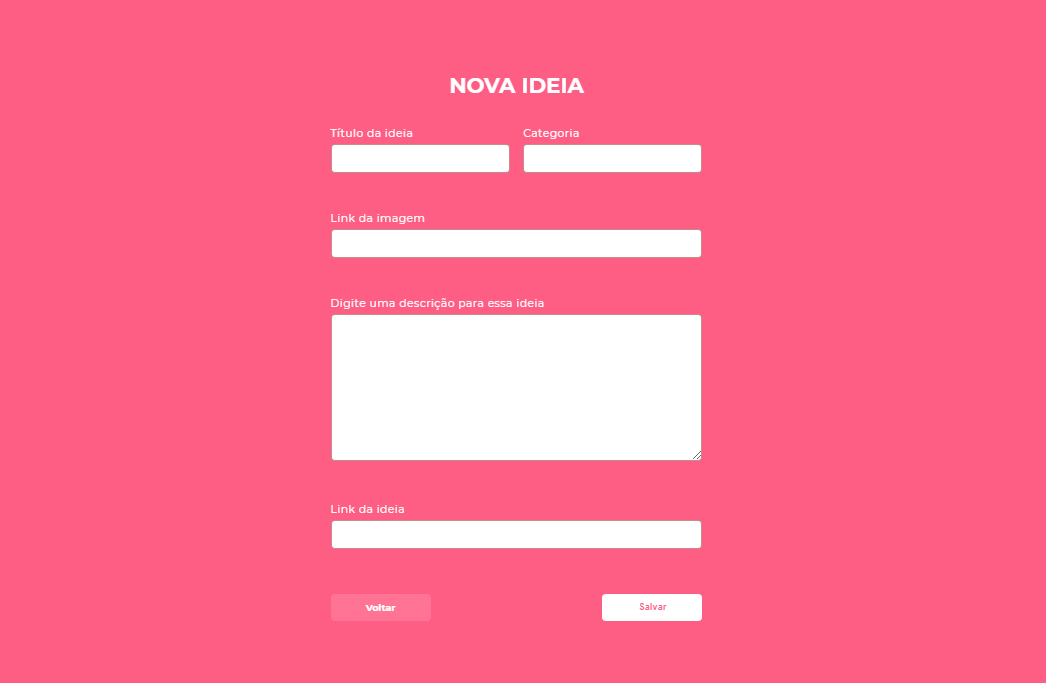 NOVA IDEIA
Título da ideia
Categoria
Link da imagem
Digite uma descrição para essa ideia
Link da ideia
Voltar
Salvar